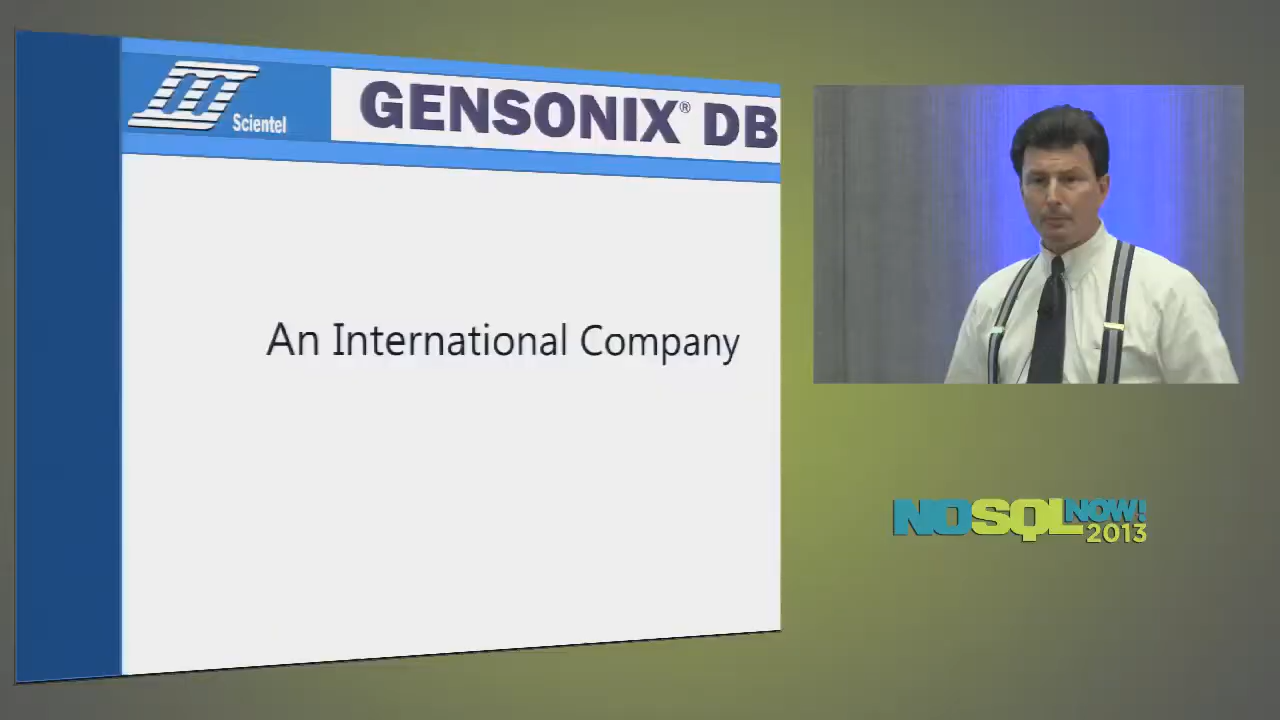 Scientel
GENSONIX® DB
An International Company
NOSQL NOW!
2013